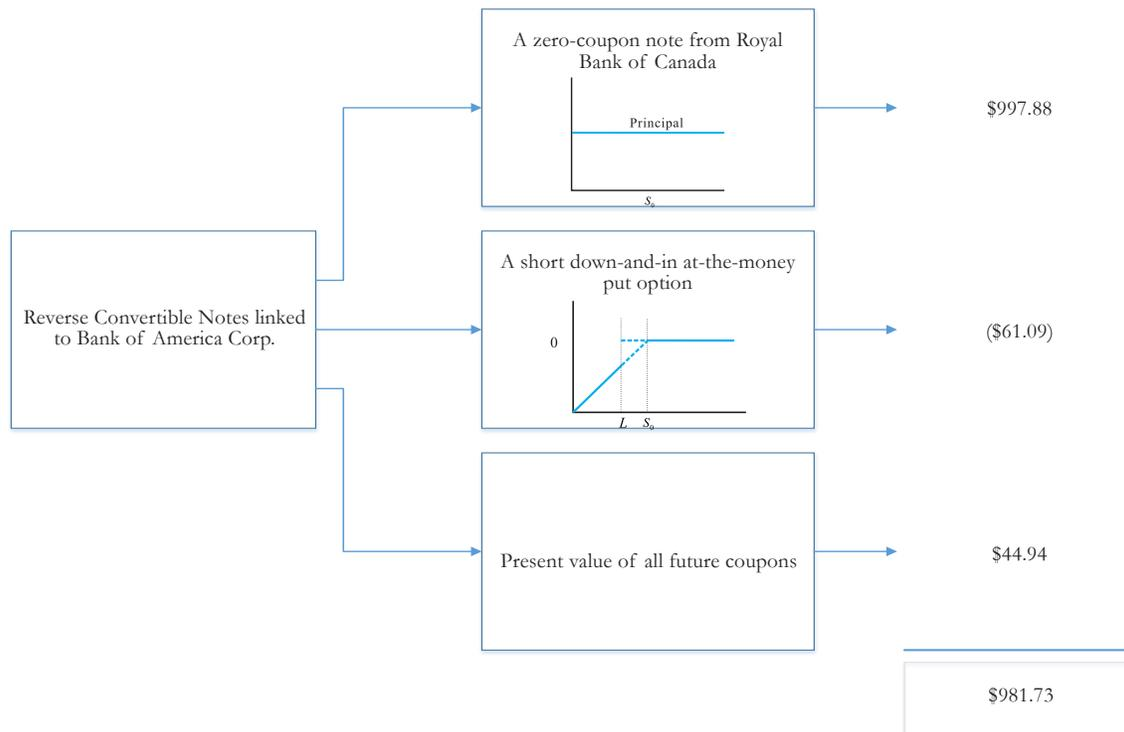 A zero-coupon note from Royal
Bank of Canada
Principal
S₀
$997.88
Reverse Convertible Notes linked
to Bank of America Corp.
A short down-and-in at-the-money
put option
0
L S₀
($61.09)
Present value of all future coupons
$44.94
$981.73